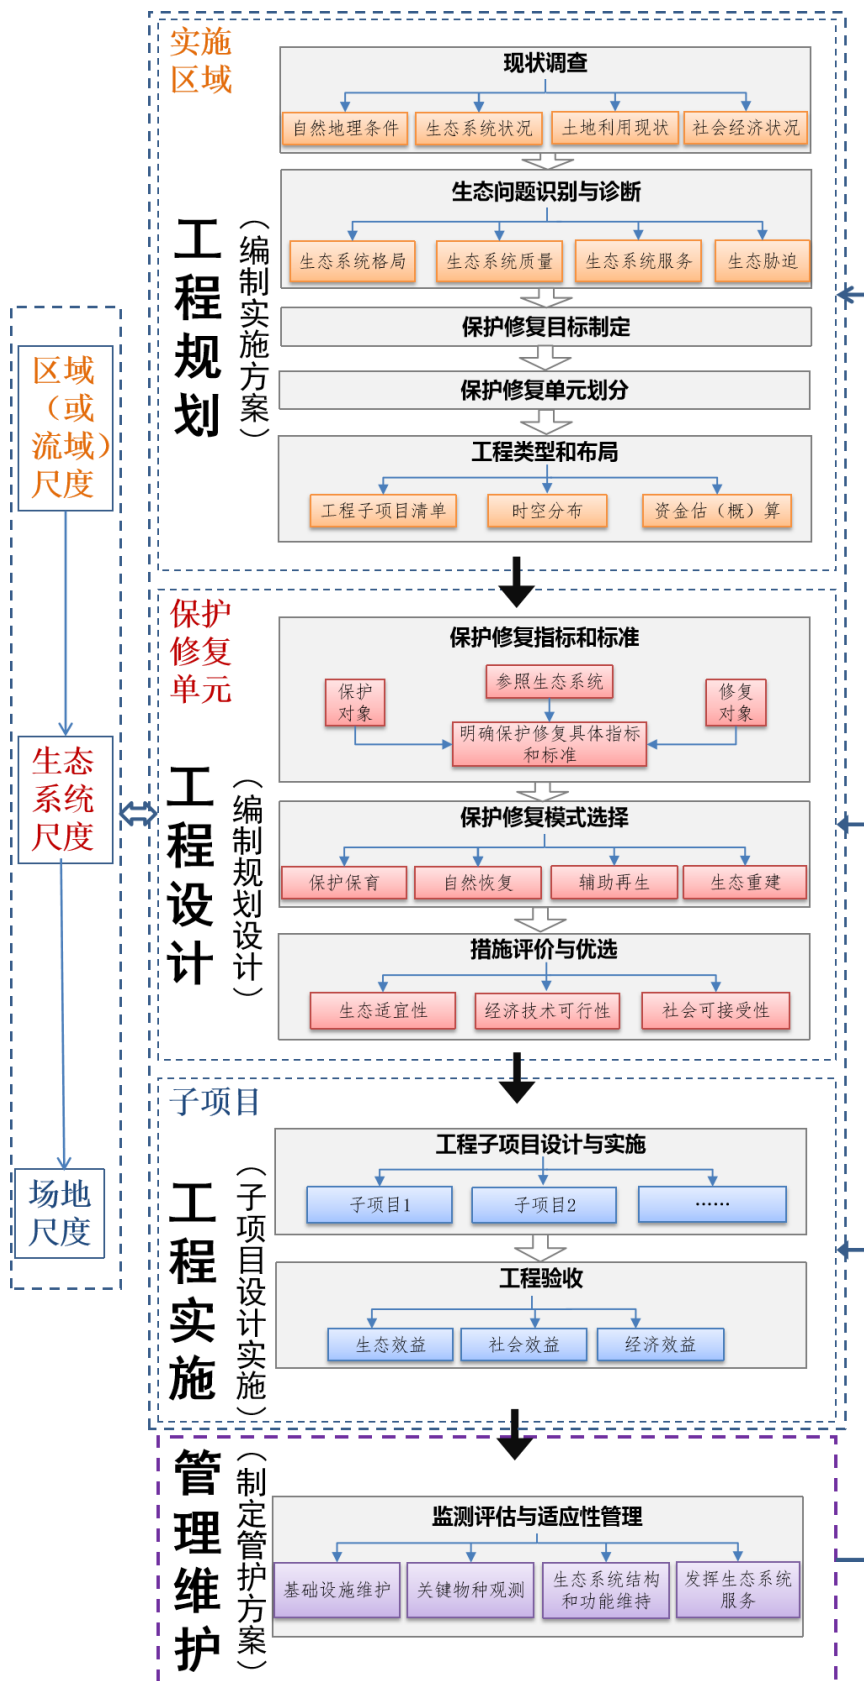 实施
区域
工程规划
（编制实施方案）
现状调查
自然地理条件
生态系统状况
土地利用现状
社会经济状况
生态问题识别与诊断
生态系统格局
生态系统质量
生态系统服务
生态胁迫
保护修复目标制定
保护修复单元划分
工程类型和布局
工程子项目清单
时空分布
资金估（概）算
区域
（或
流域）
尺度
生态
系统
尺度
场地
尺度
保护
修复
单元
工程设计
（编制规划设计）
保护修复指标和标准
保护
对象
参照生态系统
修复
对象
明确保护修复具体指标
和标准
保护修复模式选择
保护保育
自然恢复
辅助再生
生态重建
措施评价与优选
生态适宜性
经济技术可行性
社会可接受性
子项目
工程实施
（子项目设计实施）
工程子项目设计与实施
子项目1
子项目2
……
工程验收
生态效益
社会效益
经济效益
管理维护
（制定管护方案）
监测评估与适应性管理
基础设施维护
关键物种观测
生态系统结构
和功能维持
发挥生态系统
服务